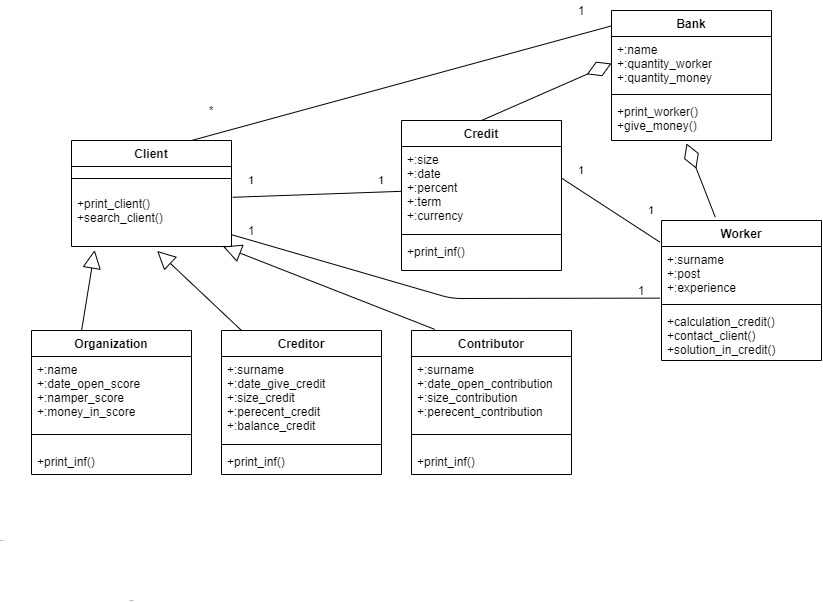 1
Bank
+:name
+:quantity_worker
+:quantity_money
+print_worker()
+give_money()
*
Client
+print_client()
+search_client()
1
1
Credit
+:size
+:date
+:percent
+:term
+:currency
+print_inf()
1
1
Worker
+:surname
+:post
+:experience
+calculation_credit()
+contact_client()
+solution_in_credit()
1
1
Organization
+:name
+:date_open_score
+:namper_score
+:money_in_score
+print_inf()
Creditor
+:surname
+:date_give_credit
+:size_credit
+:perecent_credit
+:balance_credit
+print_inf()
Contributor
+:surname
+:date_open_contribution
+:size_contribution
+:perecent_contribution
+print_inf()